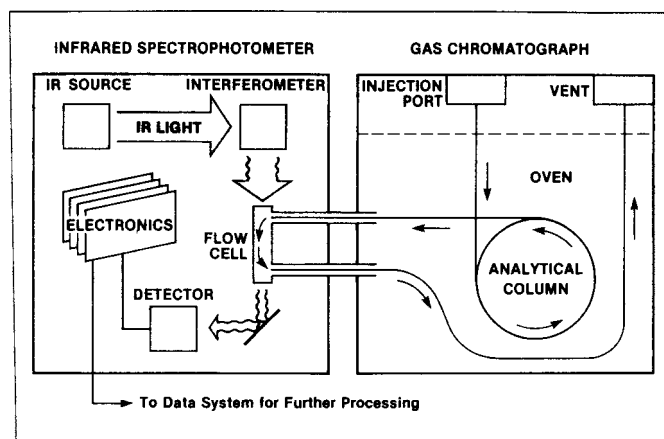 INFRARED SPECTROPHOTOMETER
GAS CHROMATOGRAPH
IR SOURCE
INTERFEROMETER
IR LIGHT
INJECTION
PORT
VENT
OVEN
ELECTRONICS
FLOW
CELL
ANALYTICAL
COLUMN
DETECTOR
To Data System for Further Processing